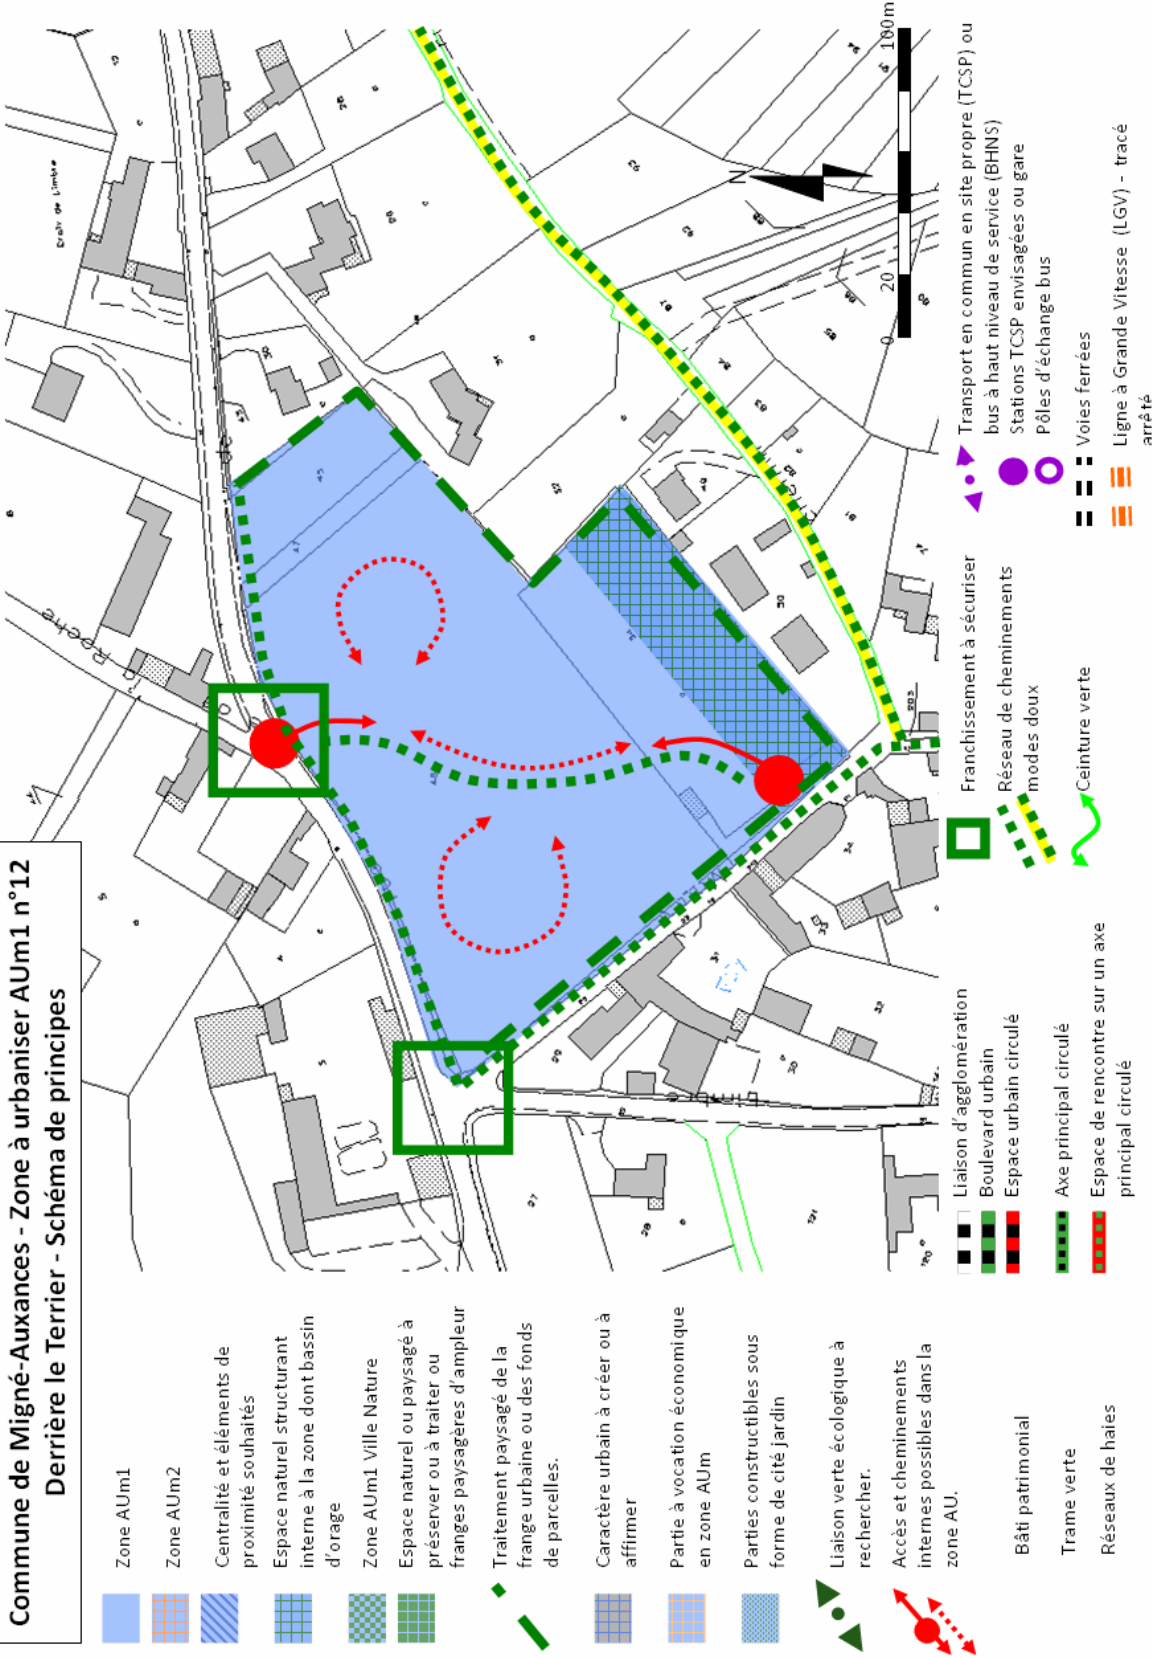 Commune de Migné-Auxances - Zone à urbaniser AUm1 n°12
Derrière le Terrier - Schéma de principes
Zone AUm1
Zone AUm2
Centralité et éléments de
proximité souhaités
Espace naturel structurant
interne à la zone dont bassin
d'orage
Zone AUm1 Ville Nature
Espace naturel ou paysagé à
préserver ou à traiter ou
franges paysagères d'ampleur
Traitement paysagé de la
frange urbaine ou des fonds
de parcelles.
Caractère urbain à créer ou à
affirmer
Partie à vocation économique
en zone AUm
Parties constructibles sous
forme de cité jardin
Liaison verte écologique à
rechercher.
Accès et cheminements
internes possibles dans la
zone AU.
Bâti patrimonial
Trame verte
Réseaux de haies
Liaison d'agglomération
Boulevard urbain
Espace urbain circulé
Axe principal circulé
Espace de rencontre sur un axe
principal circulé
Franchissement à sécuriser
Réseau de cheminements
modes doux
Ceinture verte
Transport en commun en site propre (TCSP) ou
bus à haut niveau de service (BHNS)
Stations TCSP envisagées ou gare
Pôles d'échange bus
Voies ferrées
Ligne à Grande Vitesse (LGV) - tracé
arrêté
N
0 20 100m
Roche